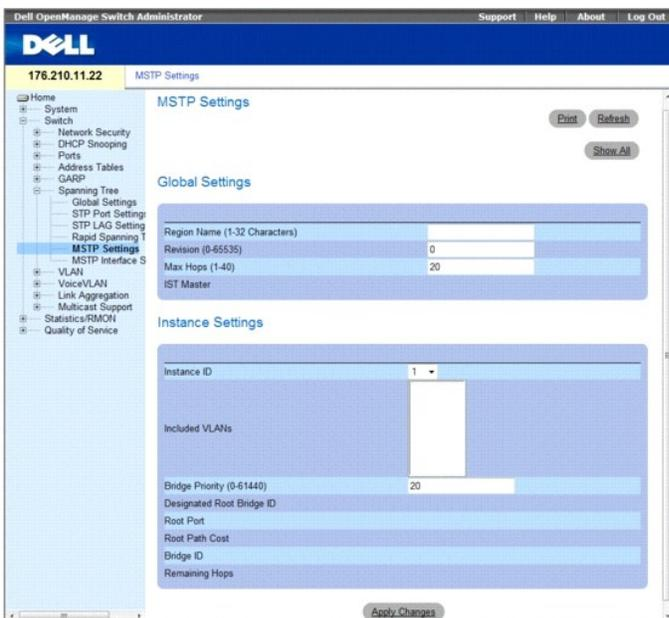 Dell OpenManage Switch Administrator
Support Help About Log Out
DELL
176.210.11.22
MSTP Settings
Home
System
Switch
Network Security
DHCP Snooping
Ports
Address Tables
GARP
Spanning Tree
Global Settings
STP Port Settings
STP LAG Setting
Rapid Spanning T
MSTP Settings
MSTP Interface S
VLAN
VoiceVLAN
Link Aggregation
Multicast Support
Statistics/RMON
Quality of Service
MSTP Settings
Print Refresh
Show All
Global Settings
Region Name (1-32 Characters)
Revision (0-65535) 0
Max Hops (1-40) 20
IST Master
Instance Settings
Instance ID 1
Included VLANs
Bridge Priority (0-61440) 20
Designated Root Bridge ID
Root Port
Root Path Cost
Bridge ID
Remaining Hops
Apply Changes